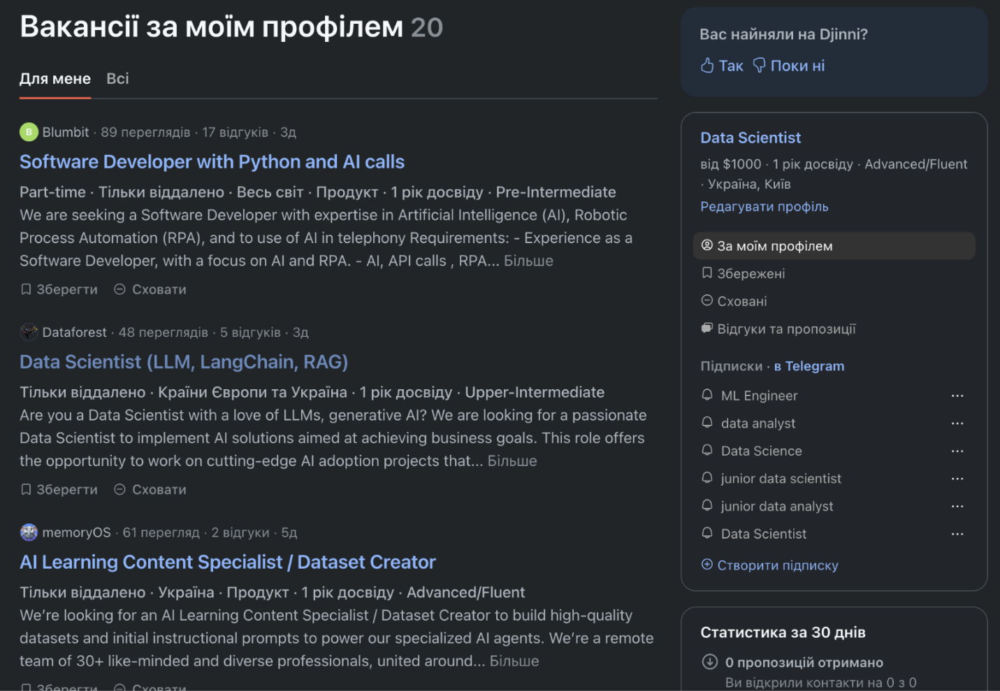 Вакансії за моїм профілем 20
Для мене Всі
B Blumbit · 89 переглядів · 17 відгуків · 3д
Software Developer with Python and AI calls
Part-time · Тільки віддалено · Весь світ · Продукт · 1 рік досвіду · Pre-Intermediate
We are seeking a Software Developer with expertise in Artificial Intelligence (AI), Robotic
Process Automation (RPA), and to use of AI in telephony Requirements: - Experience as a
Software Developer, with a focus on AI and RPA. - AI, API calls , RPA... Більше
Зберегти Сховати
Dataforest · 48 переглядів · 5 відгуків · 3д
Data Scientist (LLM, LangChain, RAG)
Тільки віддалено · Країни Європи та Україна · 1 рік досвіду · Upper-Intermediate
Are you a Data Scientist with a love of LLMs, generative AI? We are looking for a passionate
Data Scientist to implement AI solutions aimed at achieving business goals. This role offers
the opportunity to work on cutting-edge AI adoption projects that... Більше
Зберегти Сховати
memoryOS · 61 перегляд · 2 відгуки · 5д
AI Learning Content Specialist / Dataset Creator
Тільки віддалено · Україна · Продукт · 1 рік досвіду · Advanced/Fluent
We’re looking for an AI Learning Content Specialist / Dataset Creator to build high-quality
datasets and initial instructional prompts to power our specialized AI agents. We’re a remote
team of 30+ like-minded and diverse professionals, united around... Більше
Зберегти Сховати
Вас найняли на Djinni?
Так Поки ні
Data Scientist
від $1000 · 1 рік досвіду · Advanced/Fluent
· Україна, Київ
Редагувати профіль
За моїм профілем
Збережені
Сховані
Відгуки та пропозиції
Підписки · в Telegram
ML Engineer ...
data analyst ...
Data Science ...
junior data scientist ...
junior data analyst ...
Data Scientist ...
Створити підписку
Статистика за 30 днів
0 пропозицій отримано
Ви відкрили контакти на 0 з 0